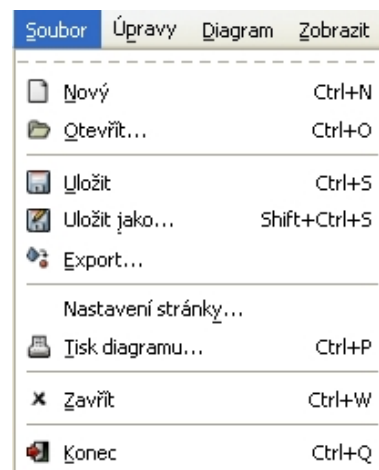 Soubor Úpravy Diagram Zobrazit
Nový Ctrl+N
Otevřít... Ctrl+O
Uložit Ctrl+S
Uložit jako... Shift+Ctrl+S
Export...
Nastavení stránky...
Tisk diagramu... Ctrl+P
Zavřít Ctrl+W
Konec Ctrl+Q